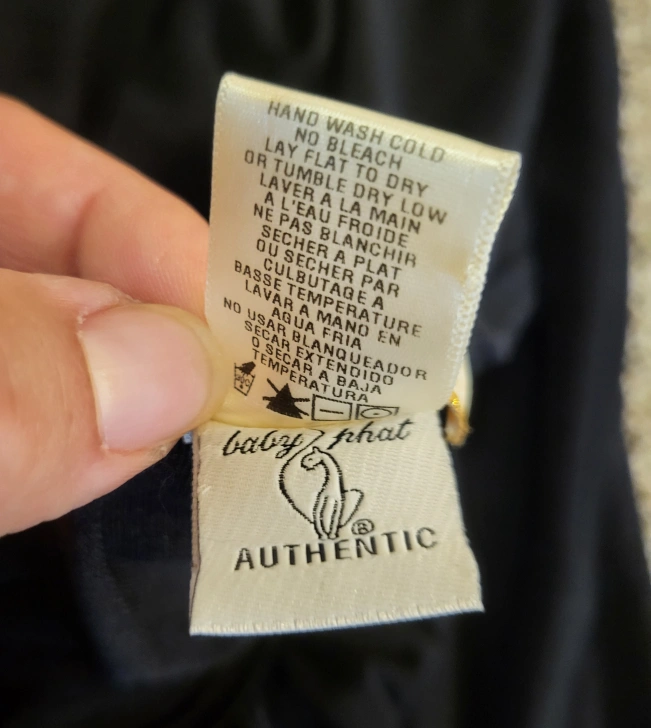 HAND WASH COLD
NO BLEACH
LAY FLAT TO DRY
OR TUMBLE DRY LOW
LAVER A LA MAIN
A L'EAU FROIDE
NE PAS BLANCHIR
SECHER A PLAT
OU SECHER PAR
CULBUTAGE A
BASSE TEMPERATURE
LAVAR A MANO EN
AGUA FRIA
NO USAR BLANQUEADOR
SECAR EXTENDIDO
O SECAR A BAJA
TEMPERATURA
baby phat
®
AUTHENTIC